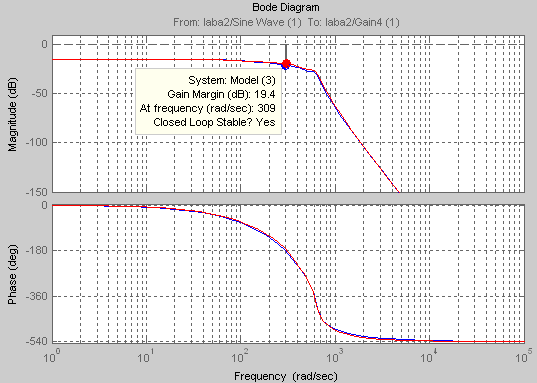 Bode Diagram
From: laba2/Sine Wave (1) To: laba2/Gain4 (1)
Magnitude (dB)
0
-50
-100
-150
System: Model (3)
Gain Margin (dB): 19.4
At frequency (rad/sec): 309
Closed Loop Stable? Yes
Phase (deg)
0
-180
-360
-540
10^0 10^1 10^2 10^3 10^4 10^5
Frequency (rad/sec)